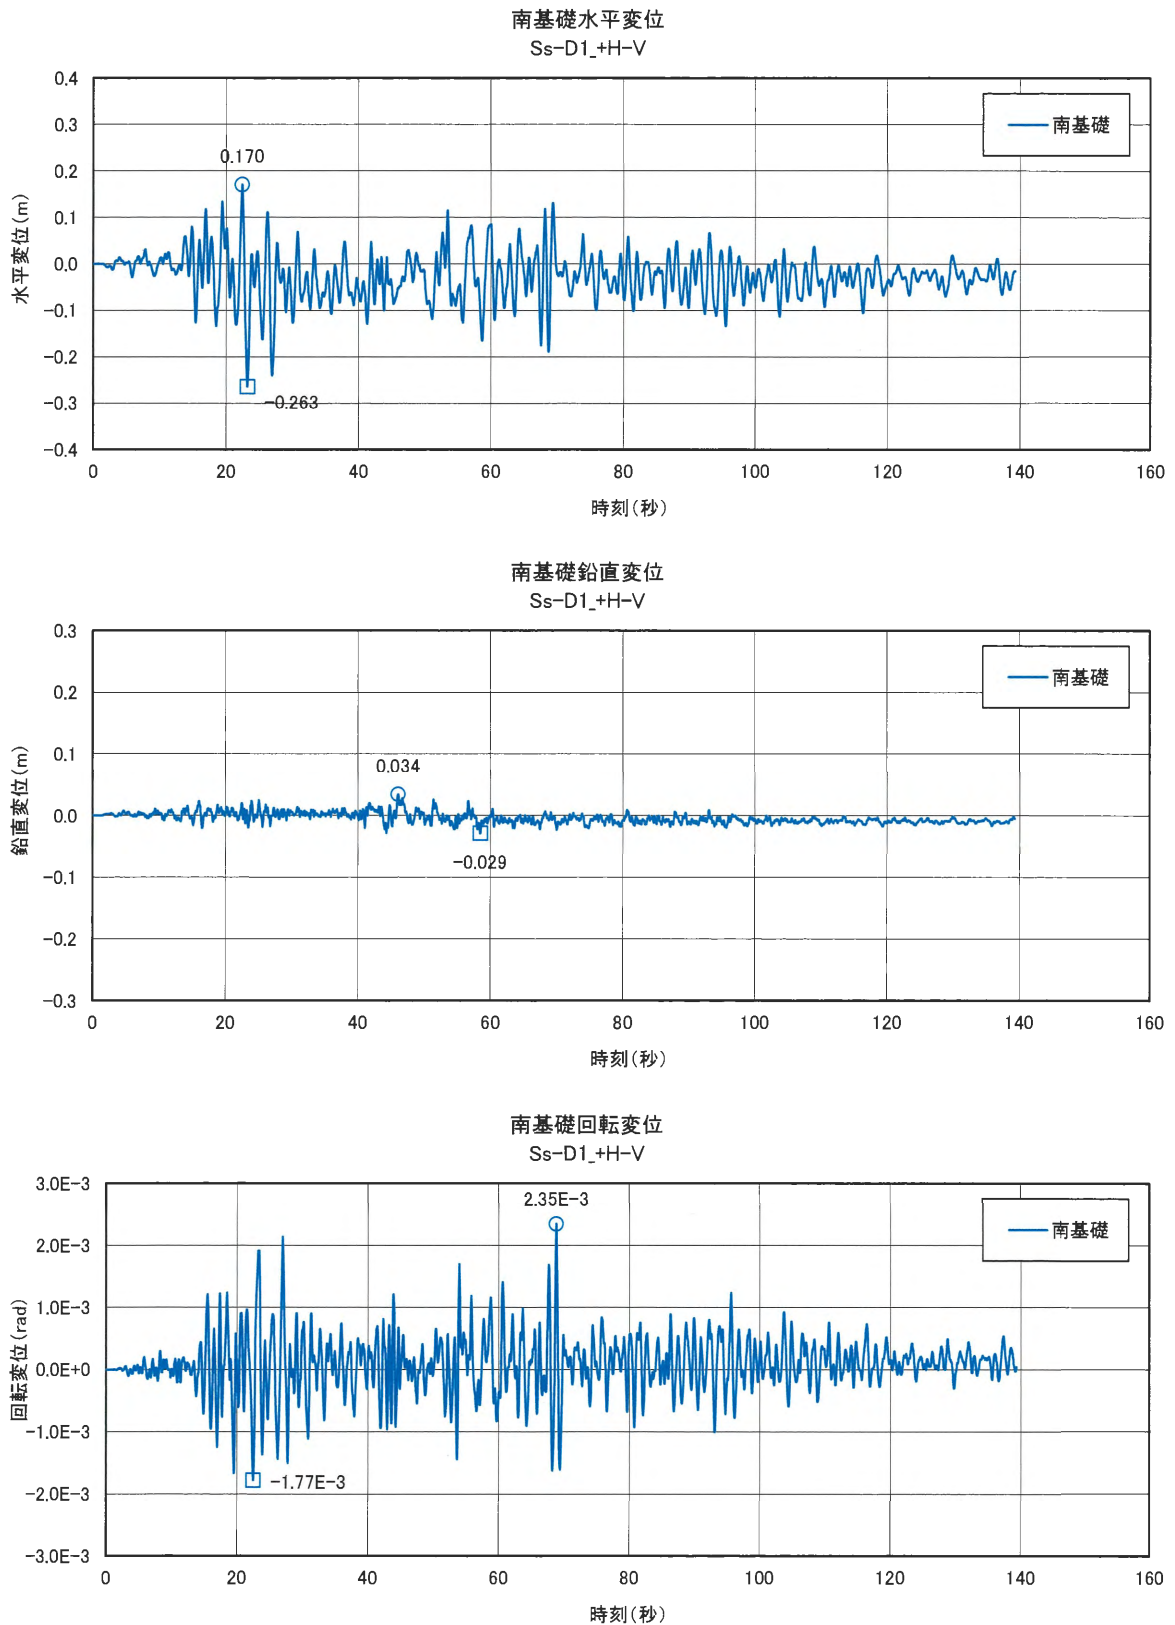 南基礎水平変位
Ss-D1_+H-V
0.4
0.3
0.2
0.1
0.0
-0.1
-0.2
-0.3
-0.4
水平変位(m)
南基礎
0.170
-0.263
0 20 40 60 80 100 120 140 160
時刻(秒)
南基礎鉛直変位
Ss-D1_+H-V
0.3
0.2
0.1
0.0
-0.1
-0.2
-0.3
鉛直変位(m)
南基礎
0.034
-0.029
0 20 40 60 80 100 120 140 160
時刻(秒)
南基礎回転変位
Ss-D1_+H-V
3.0E-3
2.0E-3
1.0E-3
0.0E+0
-1.0E-3
-2.0E-3
-3.0E-3
回転変位(rad)
南基礎
2.35E-3
-1.77E-3
0 20 40 60 80 100 120 140 160
時刻(秒)